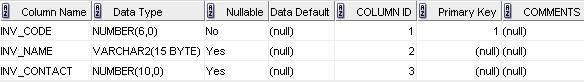 Column Name Data Type Nullable Data Default COLUMN ID Primary Key COMMENTS
INV_CODE NUMBER(6,0) No (null) 1 1 (null)
INV_NAME VARCHAR2(15 BYTE) Yes (null) 2 (null) (null)
INV_CONTACT NUMBER(10,0) Yes (null) 3 (null) (null)